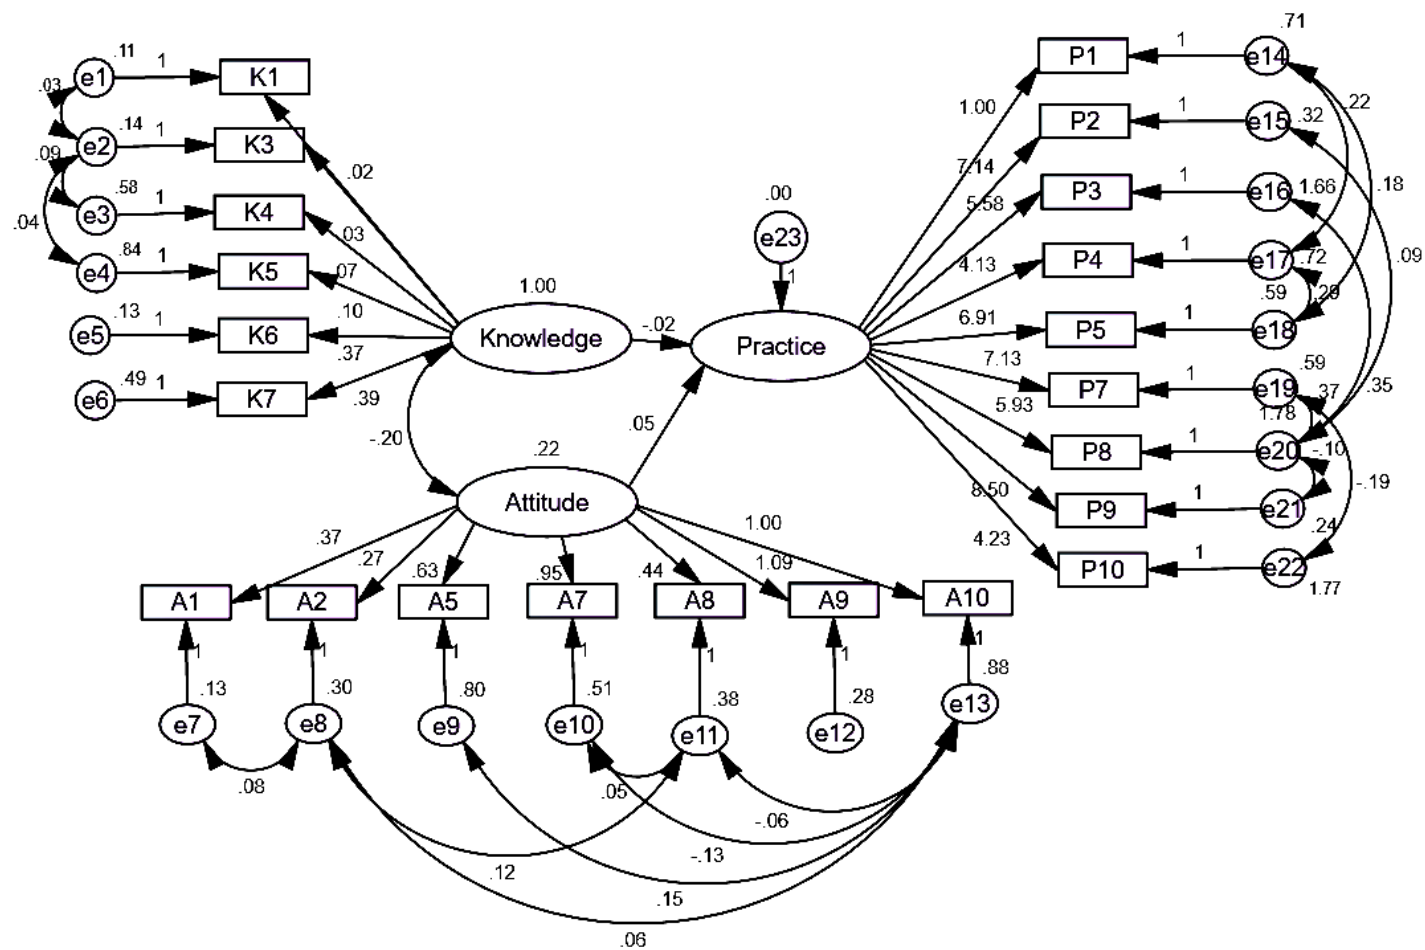 .71
.11 1 e1 K1
P1 1 e14
.03
1.00 .22
.14 1 e2 K3
P2 1 e15 .32
.09
.02
7.14
.58 1 e3 K4
.00
P3 1 e16 1.66 .18
5.58
.04
.03
e23
.84 1 e4 K5
.07
1
4.13
P4 1 e17 .72
.09
1.00
.59 .29
.13 1 e5 K6
.10
Knowledge -.02 Practice
6.91
P5 1 e18
.37
7.13
.59
.49 1 e6 K7
.39
5.93
P7 1 e19 .37 .35
1.78
-.20
.05
.22
P8 1 e20 -.10
-.19
8.50
Attitude
P9 1 e21
.24
1.00
4.23
.37 .27 .63 .95 .44 1.09
P10 1 e22
1.77
A1 A2 A5 A7 A8 A9 A10
1 1 1 1 1 1 1
.13 .30 .80 .51 .38 .28 .88
e7 e8 e9 e10 e11 e12 e13
.08
.05
-.06
-.13
.12
.15
.06